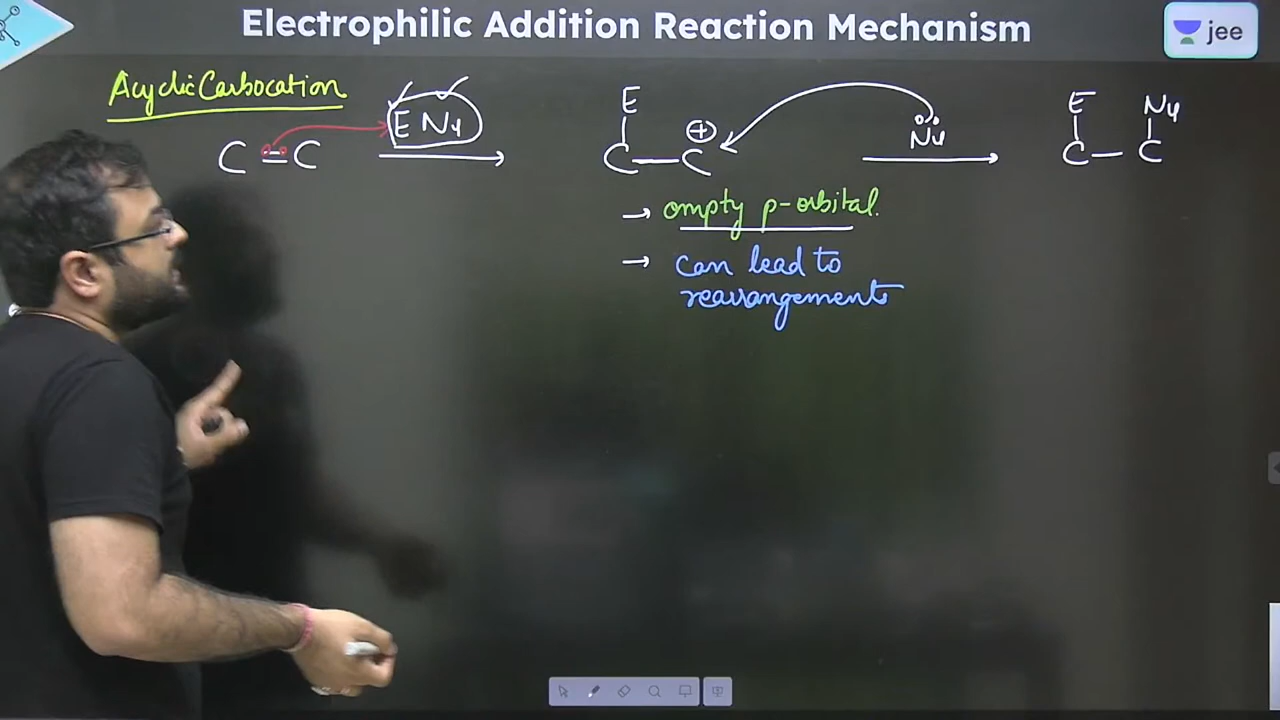 Electrophilic Addition Reaction Mechanism
jee
Acyclic Carbocation
C = C
E Nu
E
C — C
+
Nu
E Nu
C — C
→ empty p-orbital.
→ can lead to
rearrangements